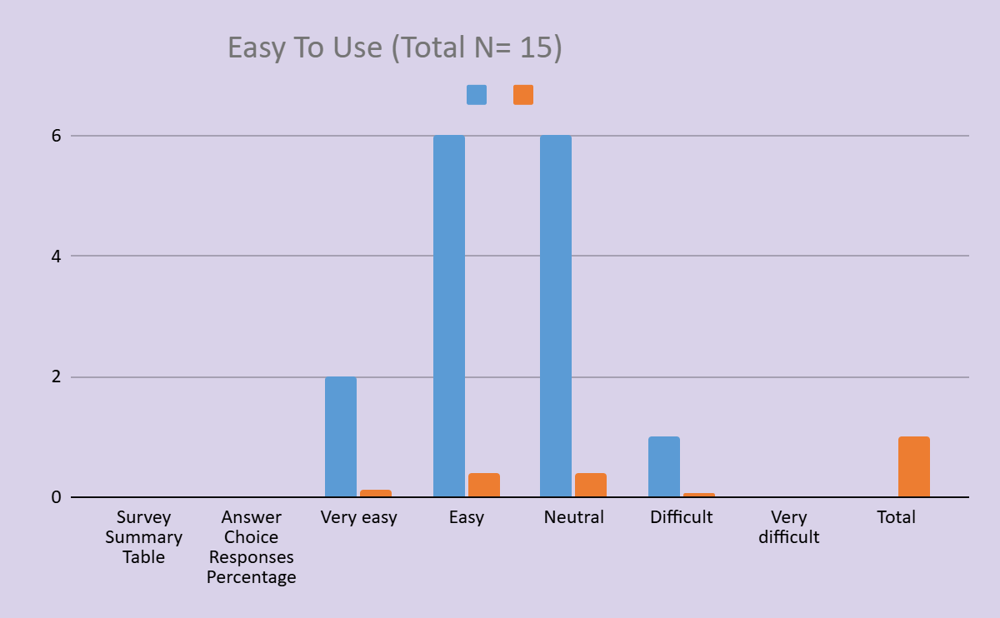 Easy To Use (Total N= 15)
6
4
2
0
Survey
Summary
Table
Answer
Choice
Responses
Percentage
Very easy
Easy
Neutral
Difficult
Very
difficult
Total